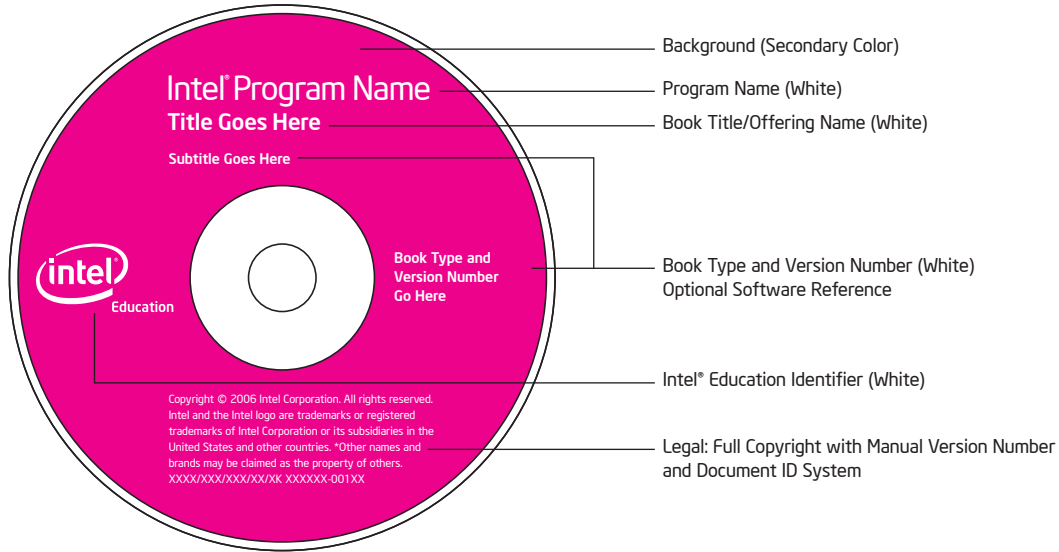 Intel® Program Name
Title Goes Here
Subtitle Goes Here
intel®
Education
Book Type and
Version Number
Go Here
Copyright © 2006 Intel Corporation. All rights reserved.
Intel and the Intel logo are trademarks or registered
trademarks of Intel Corporation or its subsidiaries in the
United States and other countries. *Other names and
brands may be claimed as the property of others.
XXXX/XXX/XXX/XX/XK XXXXXX-001XX
Background (Secondary Color)
Program Name (White)
Book Title/Offering Name (White)
Book Type and Version Number (White)
Optional Software Reference
Intel® Education Identifier (White)
Legal: Full Copyright with Manual Version Number
and Document ID System